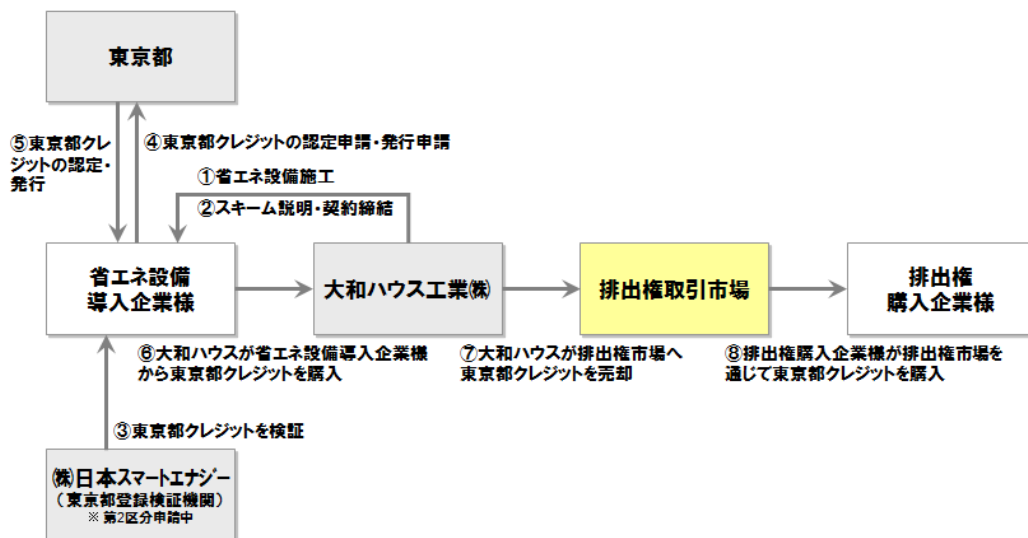 東京都
⑤東京都クレ
ジットの認定・
発行
④東京都クレジットの認定申請・発行申請
①省エネ設備施工
②スキーム説明・契約締結
省エネ設備
導入企業様
大和ハウス工業㈱
排出権取引市場
排出権
購入企業様
⑥大和ハウスが省エネ設備導入企業様
から東京都クレジットを購入
⑦大和ハウスが排出権市場へ
東京都クレジットを売却
⑧排出権購入企業様が排出権市場を
通じて東京都クレジットを購入
③東京都クレジットを検証
㈱日本スマートエナジー
（東京都登録検証機関）
※ 第2区分申請中